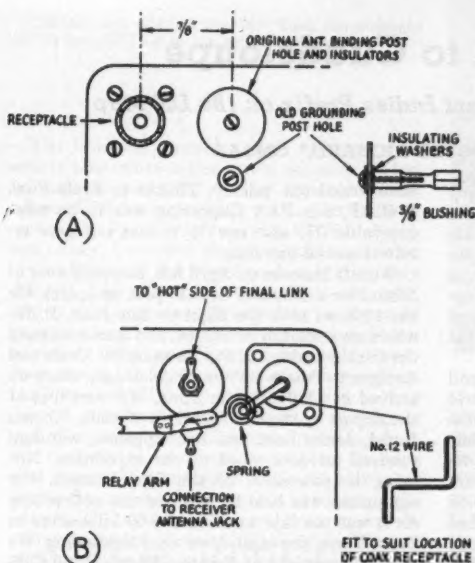 7/8"
ORIGINAL ANT. BINDING POST
HOLE AND INSULATORS
RECEPTACLE
OLD GROUNDING
POST HOLE
INSULATING
WASHERS
3/8" BUSHING
(A)
TO "HOT" SIDE OF FINAL LINK
No.12 WIRE
RELAY ARM
SPRING
CONNECTION
TO RECEIVER
ANTENNA JACK
(B)
FIT TO SUIT LOCATION
OF COAX RECEPTACLE